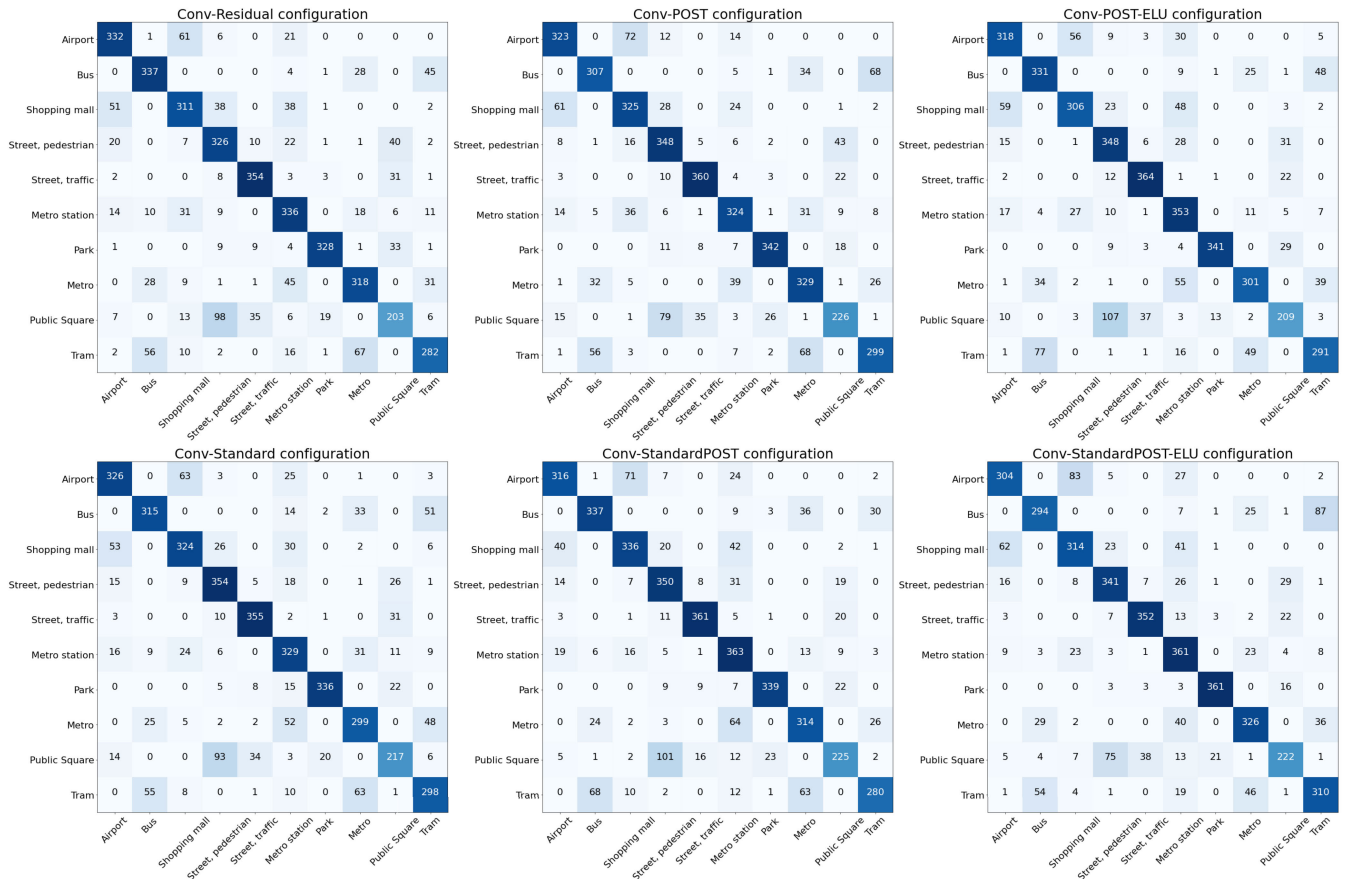 Conv-Residual configuration
Airport 332 1 61 6 0 21 0 0 0 0
Bus 0 337 0 0 0 4 1 28 0 45
Shopping mall 51 0 311 38 0 38 0 0 0 2
Street, pedestrian 20 0 7 326 10 22 1 1 40 2
Street, traffic 2 0 0 8 354 3 3 0 31 1
Metro station 14 10 31 9 0 336 0 18 6 11
Park 1 0 0 9 9 4 328 1 33 1
Metro 0 28 9 1 1 45 0 318 0 31
Public Square 7 0 13 98 35 6 19 0 203 6
Tram 2 56 10 2 0 16 1 67 0 282
Airport Bus Shopping mall Street, pedestrian Street, traffic Metro station Park Metro Public Square Tram
Conv-POST configuration
Airport 323 0 72 12 0 14 0 0 0 0
Bus 0 307 0 0 0 5 1 34 0 68
Shopping mall 61 0 325 28 0 24 0 0 1 2
Street, pedestrian 8 1 16 348 5 6 2 0 43 0
Street, traffic 3 0 0 10 360 4 3 0 22 0
Metro station 14 5 36 6 1 324 1 31 9 8
Park 0 0 0 11 8 7 342 0 18 0
Metro 0 32 5 0 0 39 0 329 1 26
Public Square 15 0 1 79 35 3 26 1 226 1
Tram 1 56 3 0 0 7 2 68 0 299
Airport Bus Shopping mall Street, pedestrian Street, traffic Metro station Park Metro Public Square Tram
Conv-POST-ELU configuration
Airport 318 0 56 9 3 30 0 0 0 5
Bus 0 331 0 0 0 9 1 25 1 48
Shopping mall 59 0 306 23 0 48 0 0 3 2
Street, pedestrian 15 0 1 348 6 28 0 0 31 0
Street, traffic 2 0 0 12 364 1 1 0 22 0
Metro station 17 4 27 10 1 353 0 11 5 7
Park 0 0 0 9 3 4 341 0 29 0
Metro 1 34 2 1 0 55 0 301 0 39
Public Square 10 0 3 107 37 3 13 2 209 3
Tram 1 77 0 1 1 16 0 49 0 291
Airport Bus Shopping mall Street, pedestrian Street, traffic Metro station Park Metro Public Square Tram
Conv-Standard configuration
Airport 326 0 63 3 0 25 0 1 0 3
Bus 0 315 0 0 0 14 2 33 0 51
Shopping mall 53 0 324 26 0 30 0 2 0 6
Street, pedestrian 15 0 9 354 5 18 0 1 26 1
Street, traffic 3 0 0 10 355 2 1 0 31 0
Metro station 16 9 24 6 0 329 0 31 11 9
Park 0 0 0 5 8 15 336 0 22 0
Metro 0 25 5 2 2 52 0 299 0 48
Public Square 14 0 0 93 34 3 20 0 217 6
Tram 0 55 8 0 1 10 0 63 1 298
Airport Bus Shopping mall Street, pedestrian Street, traffic Metro station Park Metro Public Square Tram
Conv-StandardPOST configuration
Airport 316 1 71 7 0 24 0 0 0 2
Bus 0 337 0 0 0 9 3 36 0 30
Shopping mall 40 0 336 20 0 42 0 0 2 1
Street, pedestrian 14 0 7 350 8 31 0 0 19 0
Street, traffic 3 0 1 11 361 5 1 0 20 0
Metro station 19 6 16 5 1 363 0 13 9 3
Park 0 0 0 9 9 7 339 0 22 0
Metro 0 24 2 3 0 64 0 314 0 26
Public Square 5 1 2 101 16 12 23 0 225 2
Tram 0 68 10 2 0 12 1 63 0 280
Airport Bus Shopping mall Street, pedestrian Street, traffic Metro station Park Metro Public Square Tram
Conv-StandardPOST-ELU configuration
Airport 304 0 83 5 0 27 0 0 0 2
Bus 0 294 0 0 0 7 1 25 1 87
Shopping mall 62 0 314 23 0 41 1 0 0 0
Street, pedestrian 16 0 8 341 7 26 1 0 29 1
Street, traffic 3 0 0 7 352 13 3 2 22 0
Metro station 9 3 23 3 1 361 0 23 4 8
Park 0 0 0 3 3 3 361 0 16 0
Metro 0 29 2 0 0 40 0 326 0 36
Public Square 5 4 7 75 38 13 21 1 222 1
Tram 1 54 4 1 0 19 0 46 1 310
Airport Bus Shopping mall Street, pedestrian Street, traffic Metro station Park Metro Public Square Tram